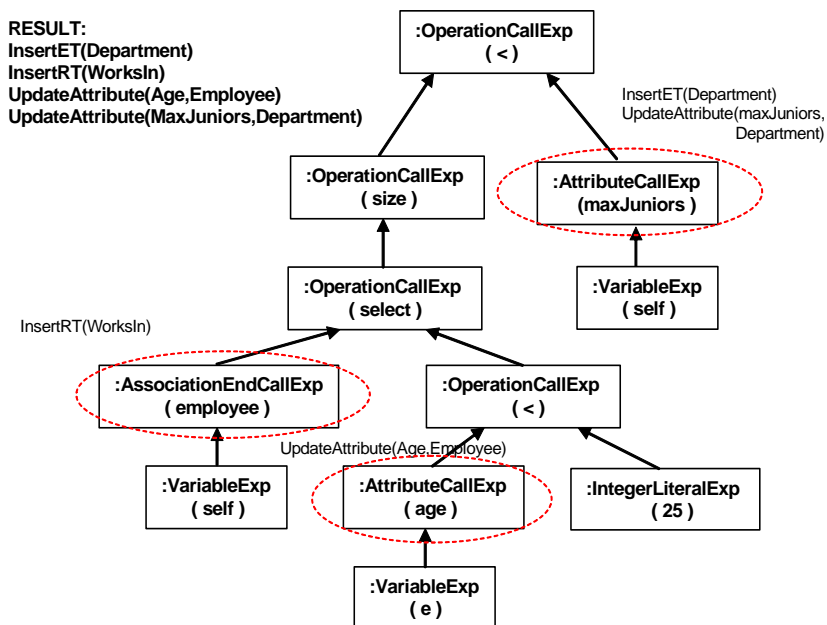 RESULT:
InsertET(Department)
InsertRT(WorksIn)
UpdateAttribute(Age,Employee)
UpdateAttribute(MaxJuniors,Department)
:OperationCallExp
( < )
InsertET(Department)
UpdateAttribute(maxJuniors,
Department)
:OperationCallExp
( size )
:AttributeCallExp
(maxJuniors )
:OperationCallExp
( select )
:VariableExp
( self )
InsertRT(WorksIn)
:AssociationEndCallExp
( employee )
:OperationCallExp
( < )
UpdateAttribute(Age,Employee)
:VariableExp
( self )
:AttributeCallExp
( age )
:IntegerLiteralExp
( 25 )
:VariableExp
( e )